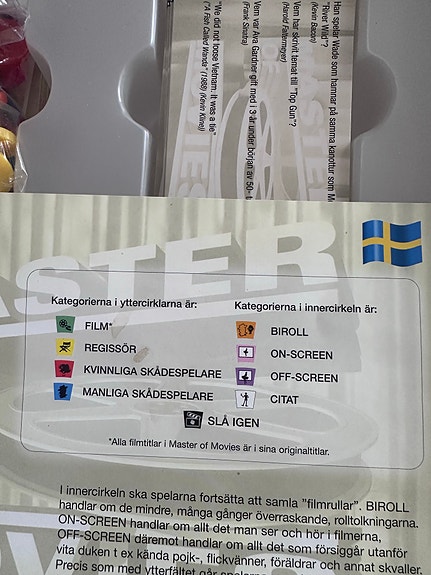 Han spelar Wade som hamnar på samma kanottur som M
"River Wild"?
(Kevin Bacon)
Vem har skrivit temat till "Top Gun"?
(Harold Faltermeyer)
Vem var Ava Gardner gift med i 3 år under början av 50-
(Frank Sinatra)
"We did not loose Vietnam. It was a tie"
("A Fish Called Wanda" (1988) (Kevin Kline))
MASTER
Kategorierna i yttercirklarna är:
FILM*
REGISSÖR
KVINNLIGA SKÅDESPELARE
MANLIGA SKÅDESPELARE
Kategorierna i innercirkeln är:
BIROLL
ON-SCREEN
OFF-SCREEN
CITAT
SLÅ IGEN
*Alla filmtitlar i Master of Movies är i sina originaltitlar.
I innercirkeln ska spelarna fortsätta att samla "filmrullar". BIROLL
handlar om de mindre, många gånger överraskande, rolltolkningarna.
ON-SCREEN handlar om allt det man ser och hör i filmerna,
OFF-SCREEN däremot handlar om allt det som försiggår utanför
vita duken t ex kända pojk-, flickvänner, föräldrar och annat skvaller.
Precis som med ytterfältet går spelarna